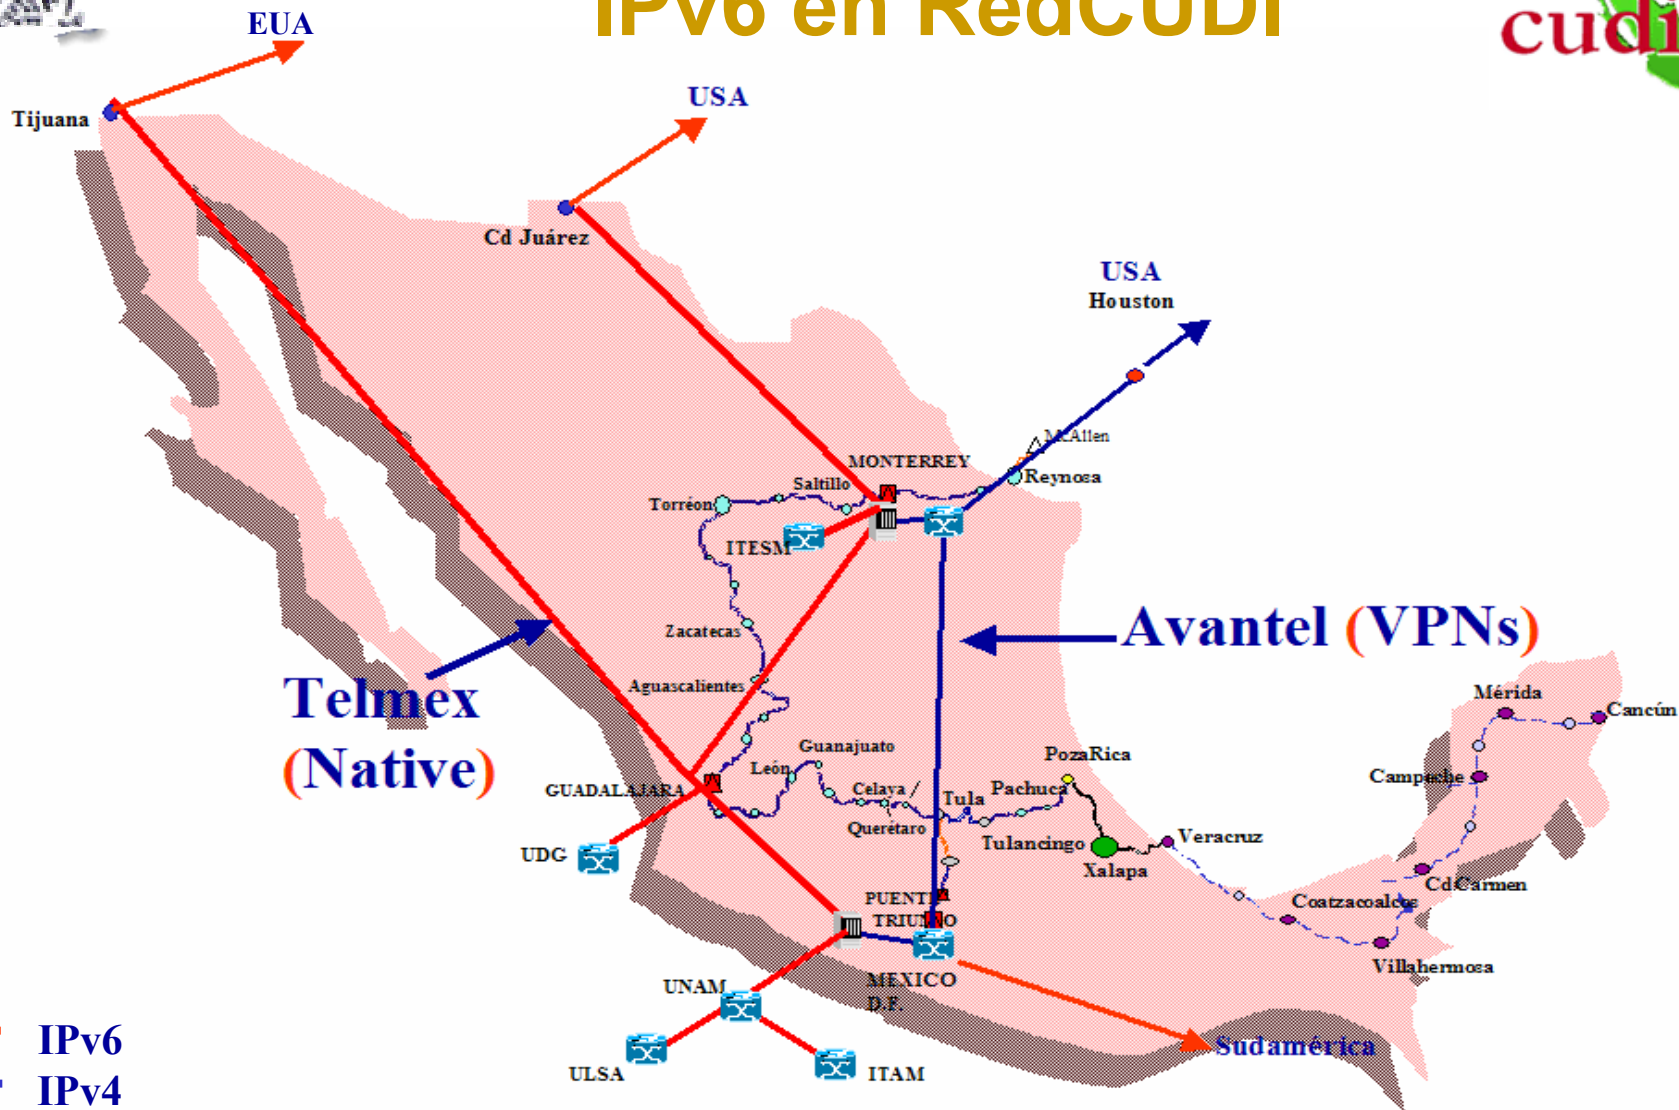 IPv6 en RedCUDI
cudi
EUA
USA
Tijuana
Cd Juárez
USA
Houston
McAllen
MONTERREY
Reynosa
Saltillo
Torréon
ITESM
Zacatecas
Avantel (VPNs)
Aguascalientes
Telmex
(Native)
Mérida
Cancún
Guanajuato
PozaRica
León
Campeche
GUADALAJARA
Celaya /
Querétaro
Tula
Pachuca
Tulancingo
Veracruz
UDG
Xalapa
CdCarmen
PUENTE
TRIUNFO
Coatzacoalcos
Villahermosa
UNAM
MEXICO
D.F.
Sudamérica
ULSA
ITAM
IPv6
IPv4